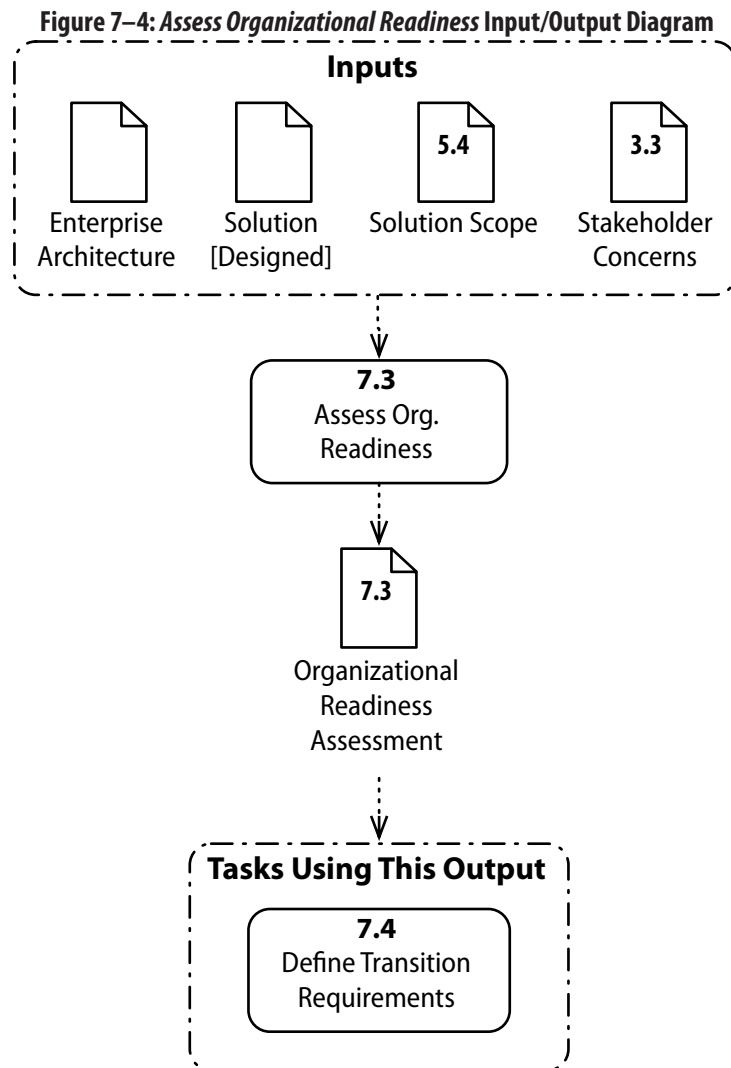 Figure 7–4: Assess Organizational Readiness Input/Output Diagram
Inputs
5.4
3.3
Enterprise
Architecture
Solution
[Designed]
Solution Scope
Stakeholder
Concerns
7.3
Assess Org.
Readiness
7.3
Organizational
Readiness
Assessment
Tasks Using This Output
7.4
Define Transition
Requirements